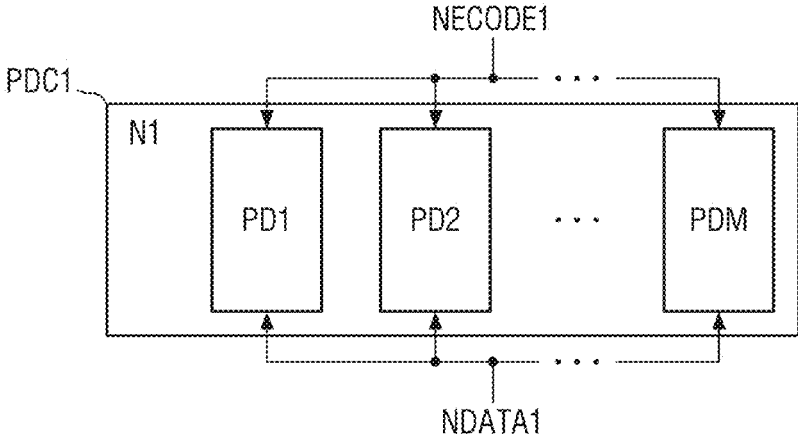 NECODE1
PDC1
N1
PD1 PD2 ... PDM
NDATA1